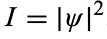 I = |ψ|²